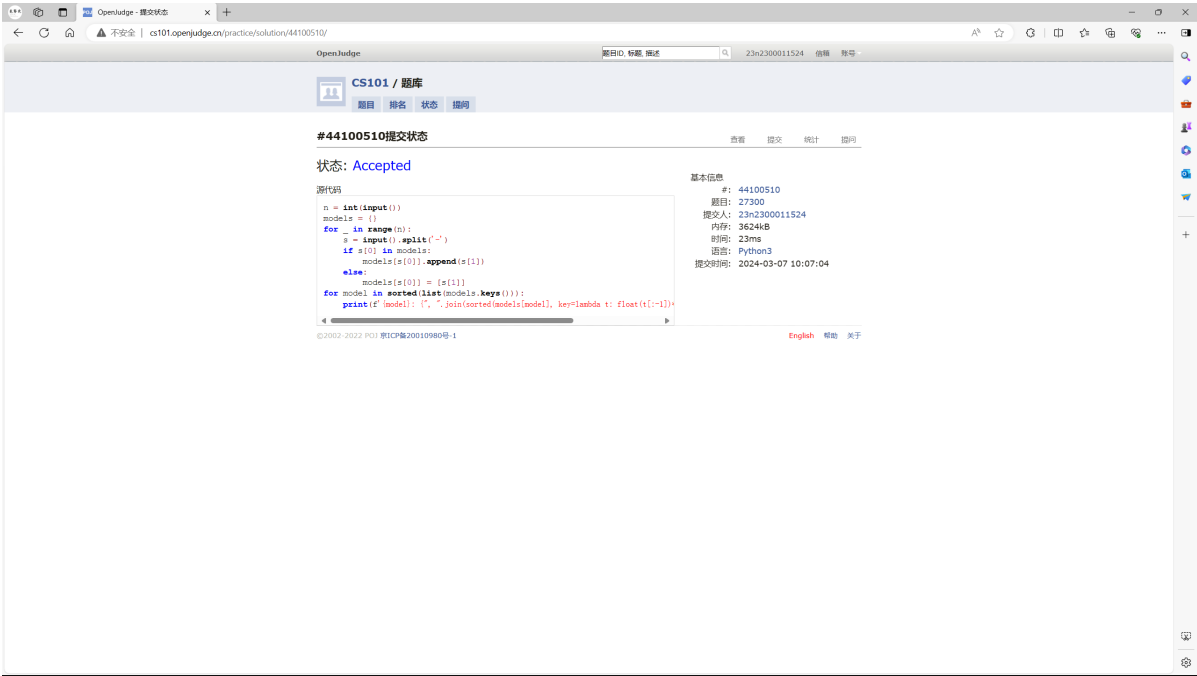 OpenJudge - 提交状态
不安全 | cs101.openjudge.cn/practice/solution/44100510/
OpenJudge 题目ID, 标题, 描述 23n2300011524 信箱 账号
CS101 / 题库
题目 排名 状态 提问
#44100510提交状态 查看 提交 统计 提问
状态: Accepted
源代码
n = int(input())
models = {}
for _ in range(n):
    s = input().split('-')
    if s[0] in models:
        models[s[0]].append(s[1])
    else:
        models[s[0]] = [s[1]]
for model in sorted(list(models.keys())):
    print(f'{model}: {", ".join(sorted(models[model], key=lambda t: float(t[:-1])*
基本信息
#: 44100510
题目: 27300
提交人: 23n2300011524
内存: 3624kB
时间: 23ms
语言: Python3
提交时间: 2024-03-07 10:07:04
©2002-2022 POJ 京ICP备20010980号-1 English 帮助 关于